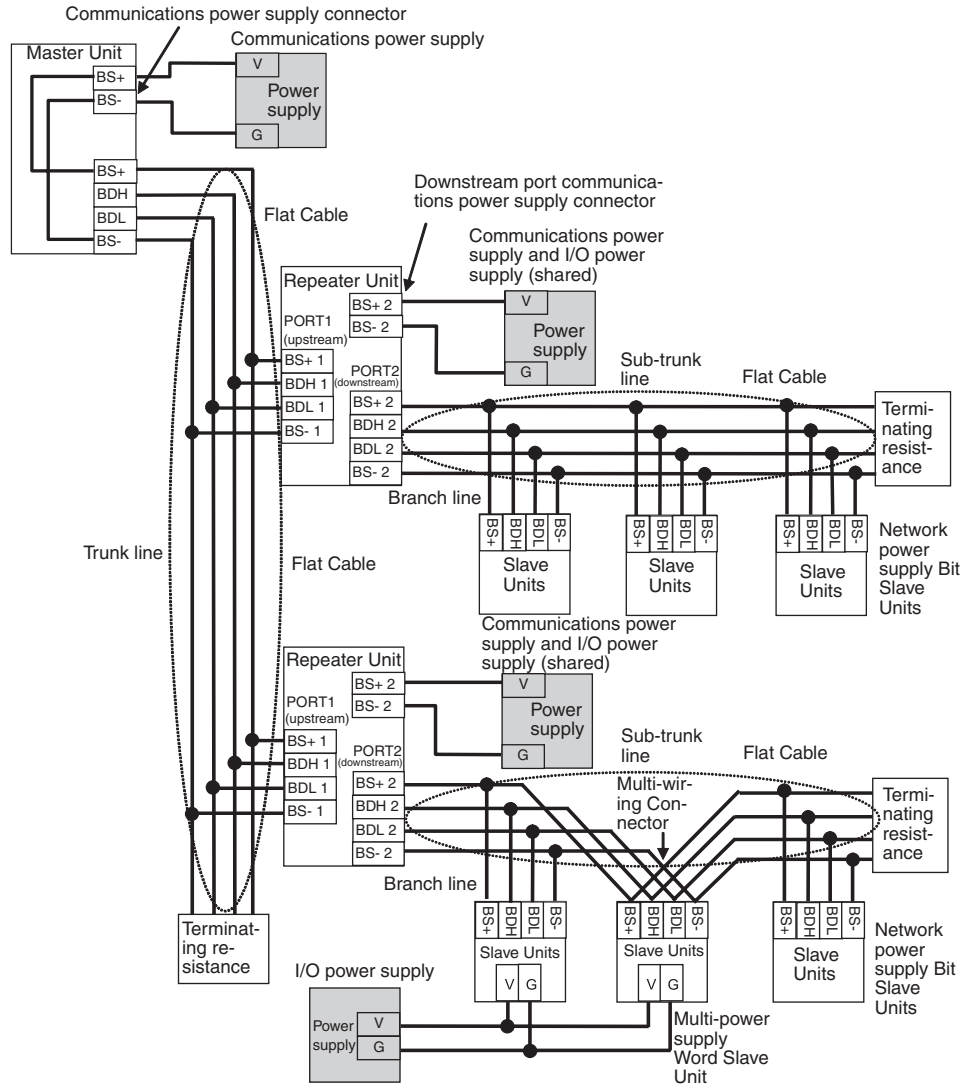 Communications power supply connector
Communications power supply
Master Unit
BS+
BS-
V
Power
supply
G
BS+
BDH
BDL
BS-
Flat Cable
Downstream port communica-
tions power supply connector
Communications power
supply and I/O power
supply (shared)
Repeater Unit
BS+ 2
BS- 2
PORT1
(upstream)
V
Power
supply
G
BS+ 1
BDH 1
BDL 1
BS- 1
PORT2
(downstream)
BS+ 2
BDH 2
BDL 2
BS- 2
Sub-trunk
line
Flat Cable
Termi-
nating
resist-
ance
Branch line
BS+
BDH
BDL
BS-
Slave
Units
BS+
BDH
BDL
BS-
Slave
Units
BS+
BDH
BDL
BS-
Slave
Units
Network
power
supply Bit
Slave
Units
Trunk line
Flat Cable
Communications power
supply and I/O power
supply (shared)
Repeater Unit
BS+ 2
BS- 2
PORT1
(upstream)
V
Power
supply
G
BS+ 1
BDH 1
BDL 1
BS- 1
PORT2
(downstream)
BS+ 2
BDH 2
BDL 2
BS- 2
Sub-trunk
line
Flat Cable
Multi-wir-
ing Con-
nector
Termi-
nating
resist-
ance
Branch line
BS+
BDH
BDL
BS-
Slave Units
V
G
BS+
BDH
BDL
BS-
Slave Units
V
G
BS+
BDH
BDL
BS-
Slave
Units
Network
power
supply Bit
Slave
Units
Terminat-
ing re-
sistance
I/O power supply
Power
supply
V
G
Multi-power
supply
Word Slave
Unit